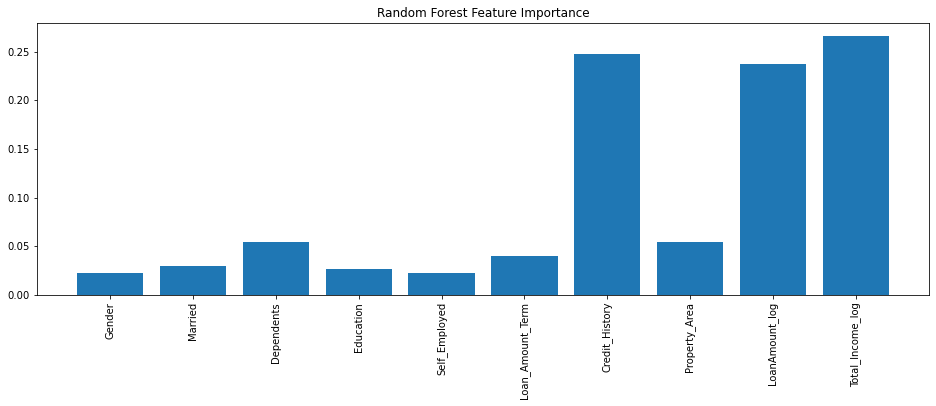 Random Forest Feature Importance
0.25
0.20
0.15
0.10
0.05
0.00
Gender
Married
Dependents
Education
Self_Employed
Loan_Amount_Term
Credit_History
Property_Area
LoanAmount_log
Total_Income_log